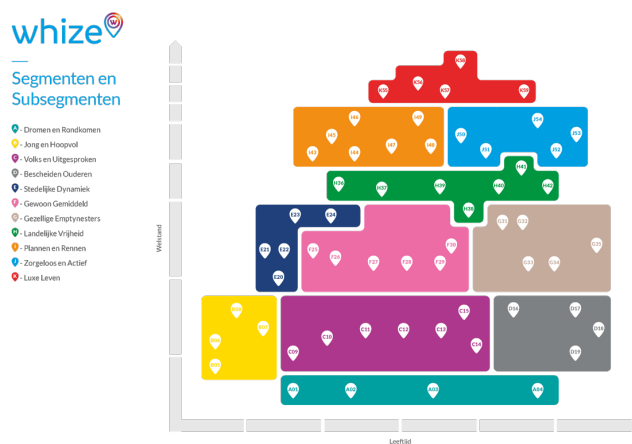 whize
w
Segmenten en
Subsegmenten
A - Dromen en Rondkomen
B - Jong en Hoopvol
C - Volks en Uitgesproken
D - Bescheiden Ouderen
E - Stedelijke Dynamiek
F - Gewoon Gemiddeld
G - Gezellige Emptynesters
H - Landelijke Vrijheid
I - Plannen en Rennen
J - Zorgeloos en Actief
K - Luxe Leven
Welstand
K58
K56
K55 K57 K59
I46 I49
I45
I43 I44 I47 I48
J54
J50 J53
J51 J52
H41
H36 H37 H39 H40 H42
H38
E23 E24
E21 E22
E20
F30
F25 F26 F27 F28 F29
G31 G32
G35
G33 G34
C15
C11 C12 C13
C10
C09 C14
D16 D17
D18
D19
A01 A02 A03 A04
Leeftijd